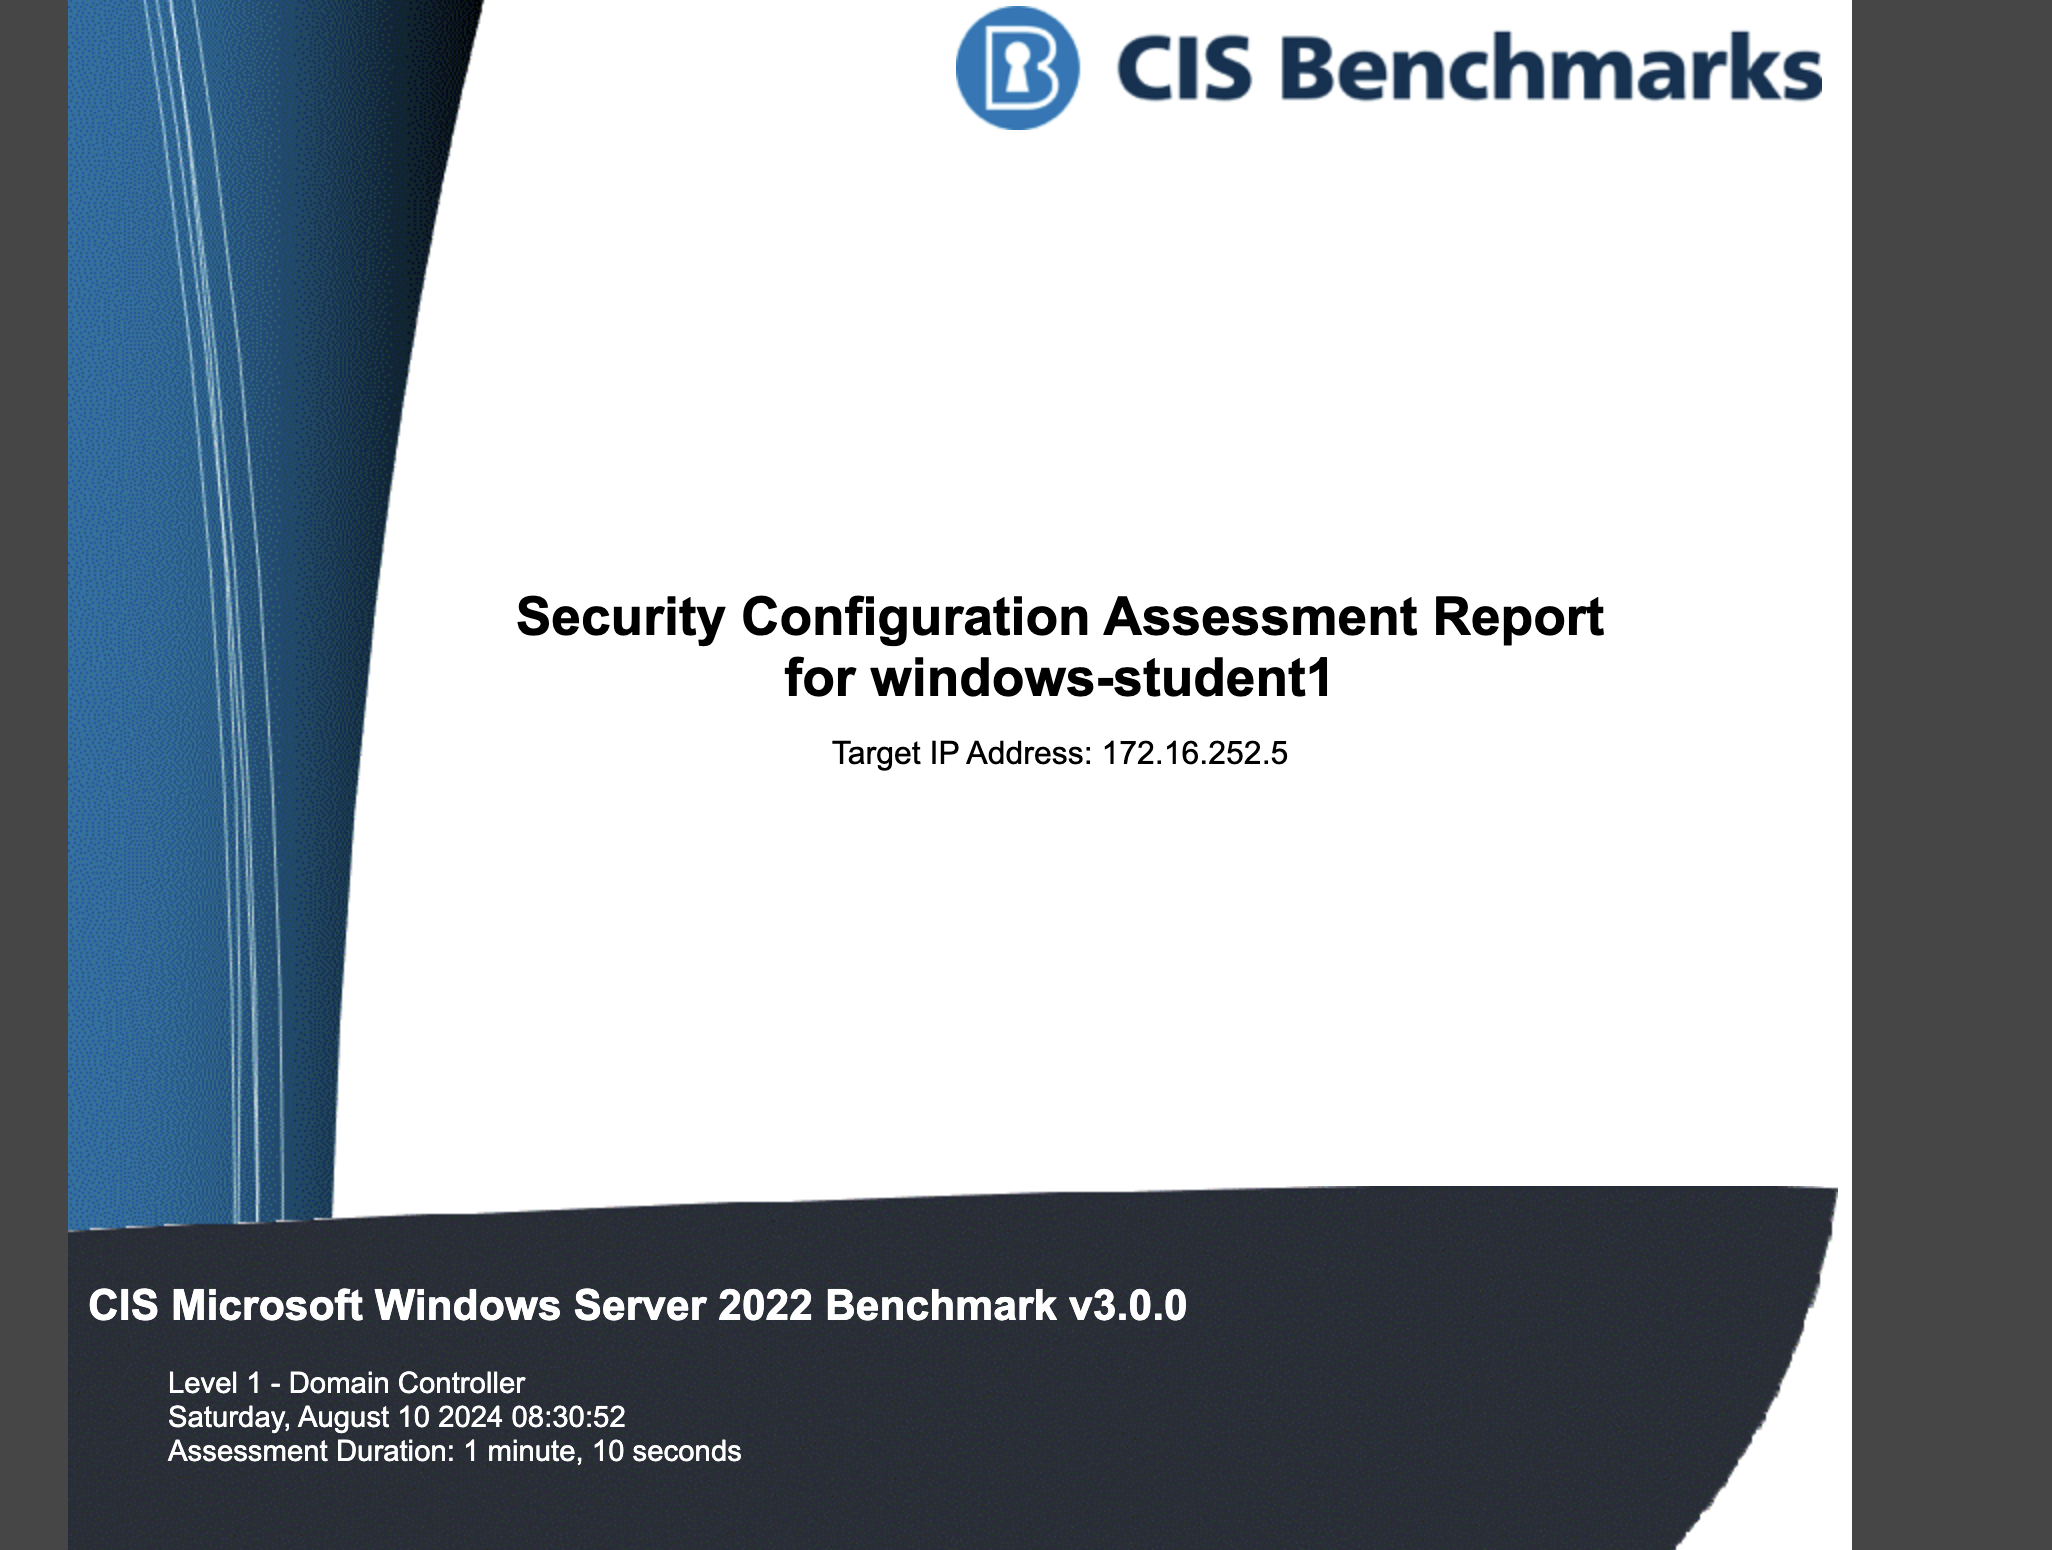 CIS Benchmarks
Security Configuration Assessment Report
for windows-student1
Target IP Address: 172.16.252.5
CIS Microsoft Windows Server 2022 Benchmark v3.0.0
Level 1 - Domain Controller
Saturday, August 10 2024 08:30:52
Assessment Duration: 1 minute, 10 seconds